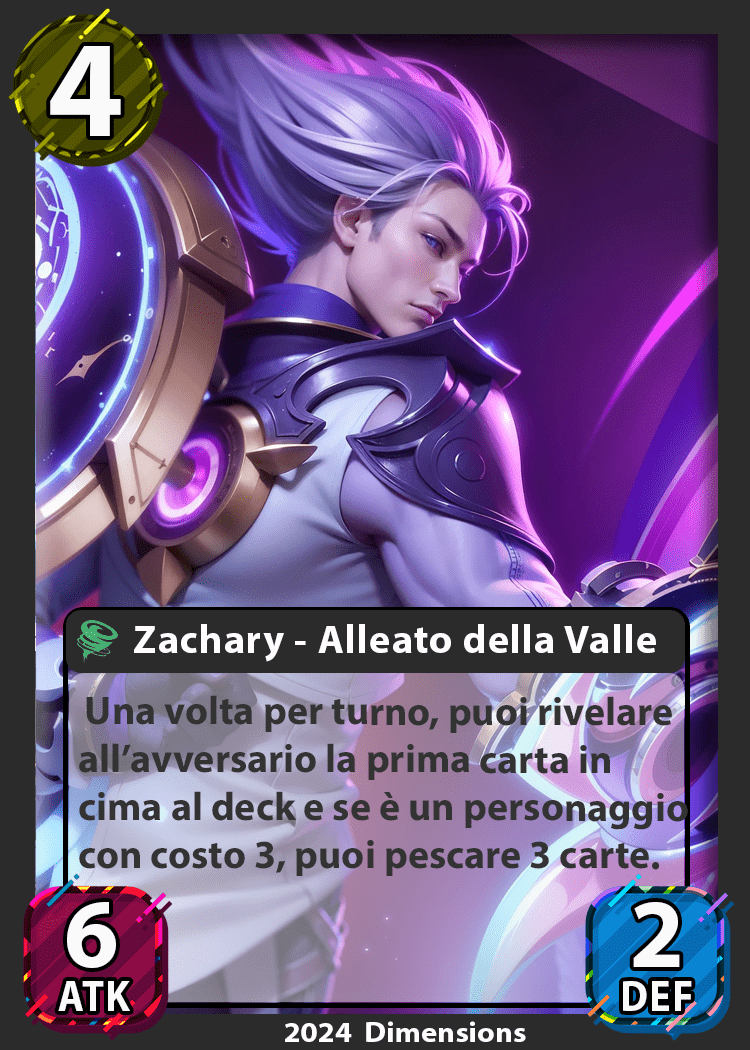 4
Zachary - Alleato della Valle
Una volta per turno, puoi rivelare
all’avversario la prima carta in
cima al deck e se è un personaggio
con costo 3, puoi pescare 3 carte.
6
ATK
2
DEF
2024 Dimensions